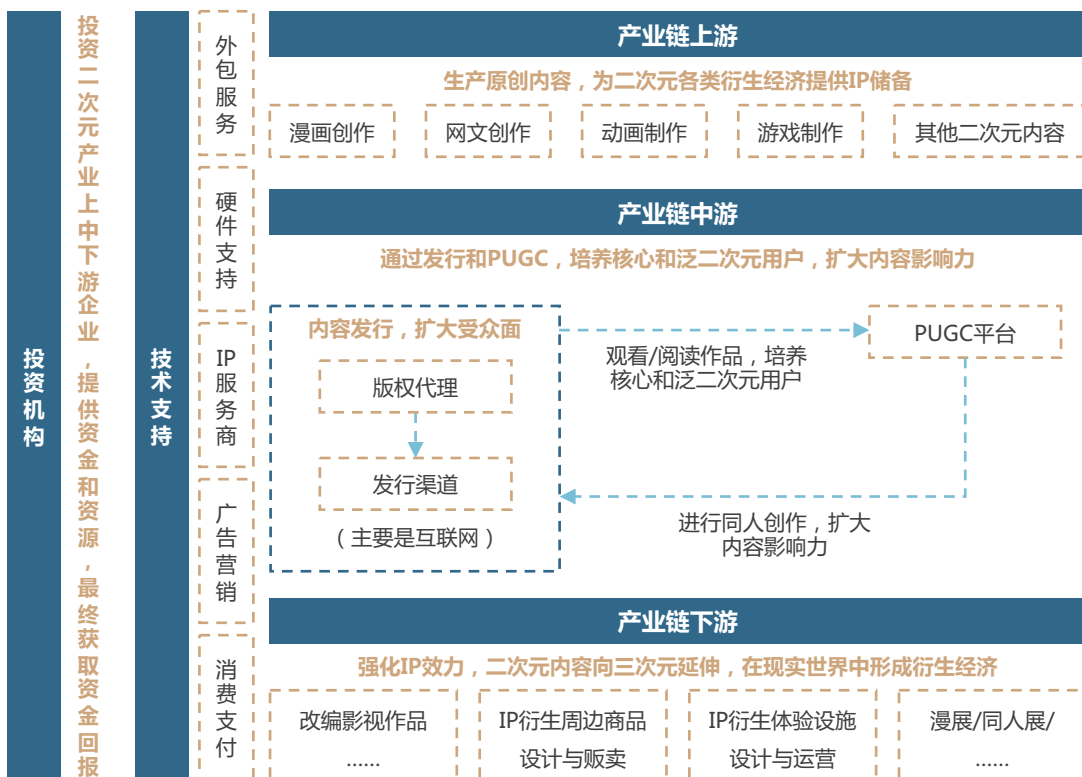 投资机构
投资二次元产业上中下游企业，提供资金和资源，最终获取资金回报
技术支持
外包服务
硬件支持
IP服务商
广告营销
消费支付
产业链上游
生产原创内容，为二次元各类衍生经济提供IP储备
漫画创作
网文创作
动画制作
游戏制作
其他二次元内容
产业链中游
通过发行和PUGC，培养核心和泛二次元用户，扩大内容影响力
内容发行，扩大受众面
版权代理
发行渠道
（主要是互联网）
观看/阅读作品，培养
核心和泛二次元用户
PUGC平台
进行同人创作，扩大
内容影响力
产业链下游
强化IP效力，二次元内容向三次元延伸，在现实世界中形成衍生经济
改编影视作品
......
IP衍生周边商品
设计与贩卖
IP衍生体验设施
设计与运营
漫展/同人展/
......